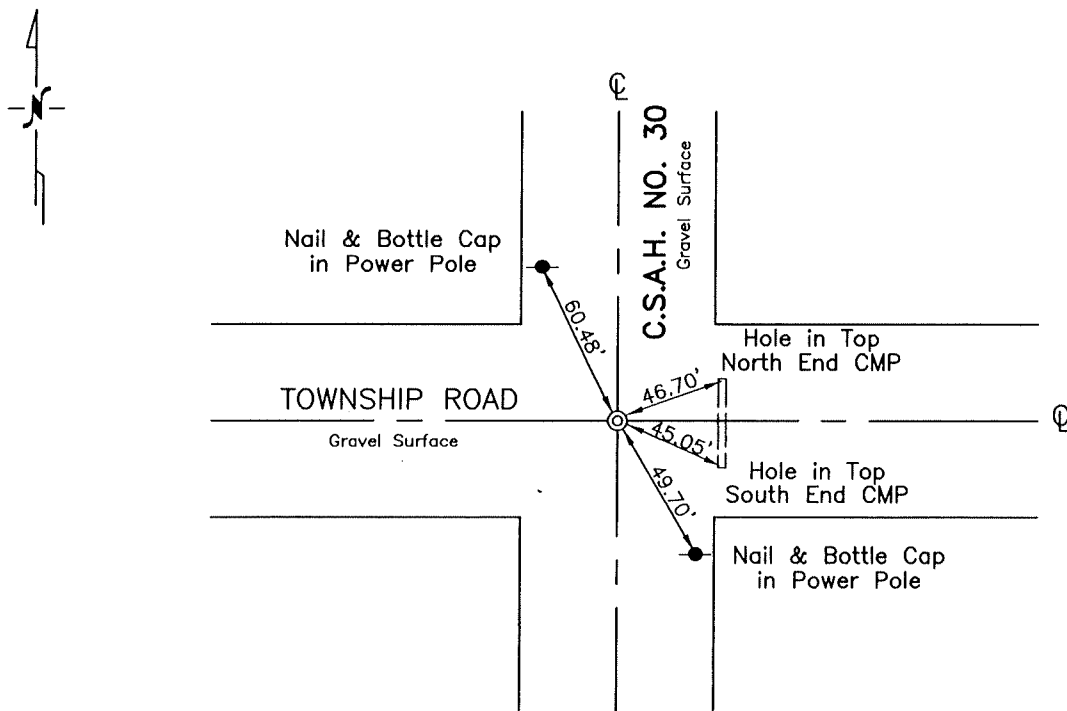 N
℄
C.S.A.H. NO. 30
Gravel Surface
Nail & Bottle Cap
in Power Pole
60.48'
Hole in Top
North End CMP
46.70'
TOWNSHIP ROAD
Gravel Surface
℄
45.05'
Hole in Top
South End CMP
49.70'
Nail & Bottle Cap
in Power Pole